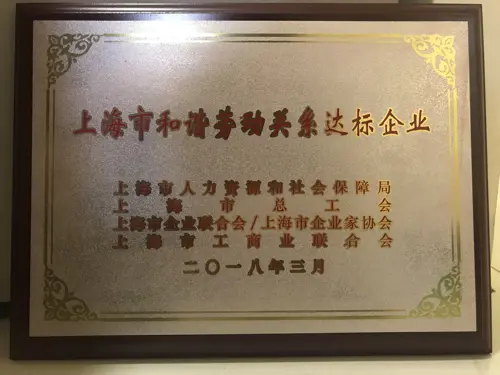 上海市和谐劳动关系达标企业
上海市人力资源和社会保障局
上海市总工会
上海市企业联合会/上海市企业家协会
上海市工商业联合会
二〇一八年三月